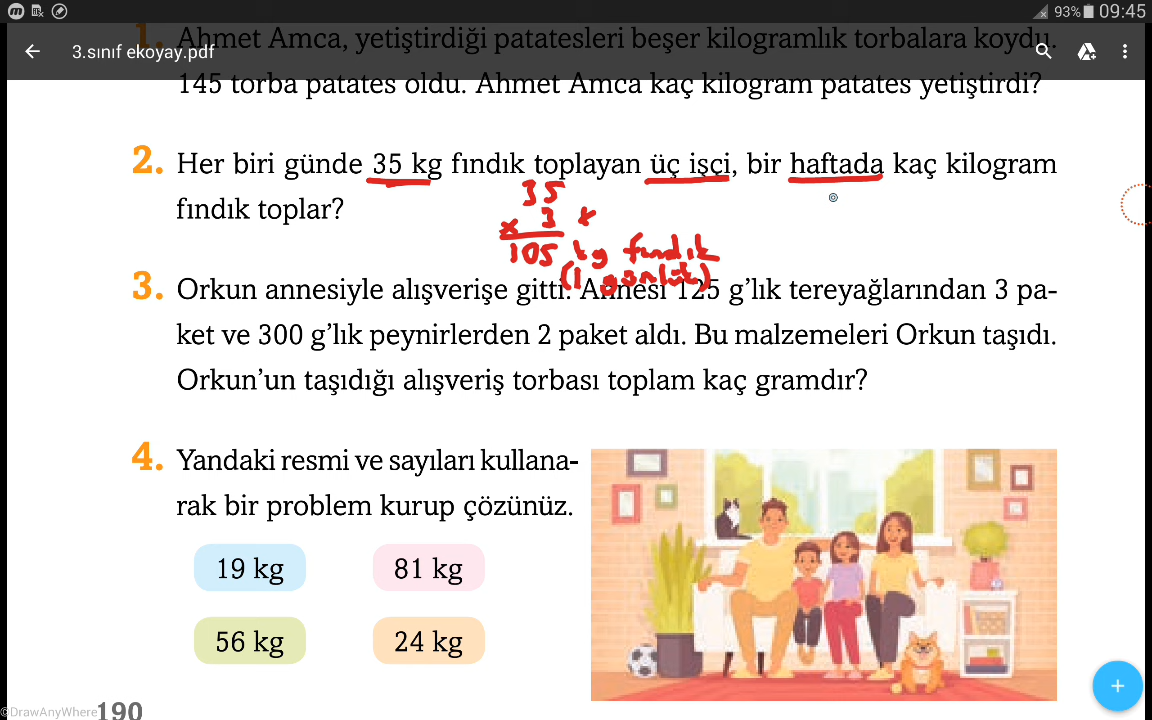 93% 09:45
3.sınıf ekoyay.pdf
1. Ahmet Amca, yetiştirdiği patatesleri beşer kilogramlık torbalara koydu.
145 torba patates oldu. Ahmet Amca kaç kilogram patates yetiştirdi?
2. Her biri günde 35 kg fındık toplayan üç işçi, bir haftada kaç kilogram
fındık toplar?
35
x 3
105 kg fındık
(1 günlük)
3. Orkun annesiyle alışverişe gitti. Annesi 125 g’lık tereyağlarından 3 pa-
ket ve 300 g’lık peynirlerden 2 paket aldı. Bu malzemeleri Orkun taşıdı.
Orkun’un taşıdığı alışveriş torbası toplam kaç gramdır?
4. Yandaki resmi ve sayıları kullana-
rak bir problem kurup çözünüz.
19 kg 81 kg
56 kg 24 kg
©DrawAnyWhere 190